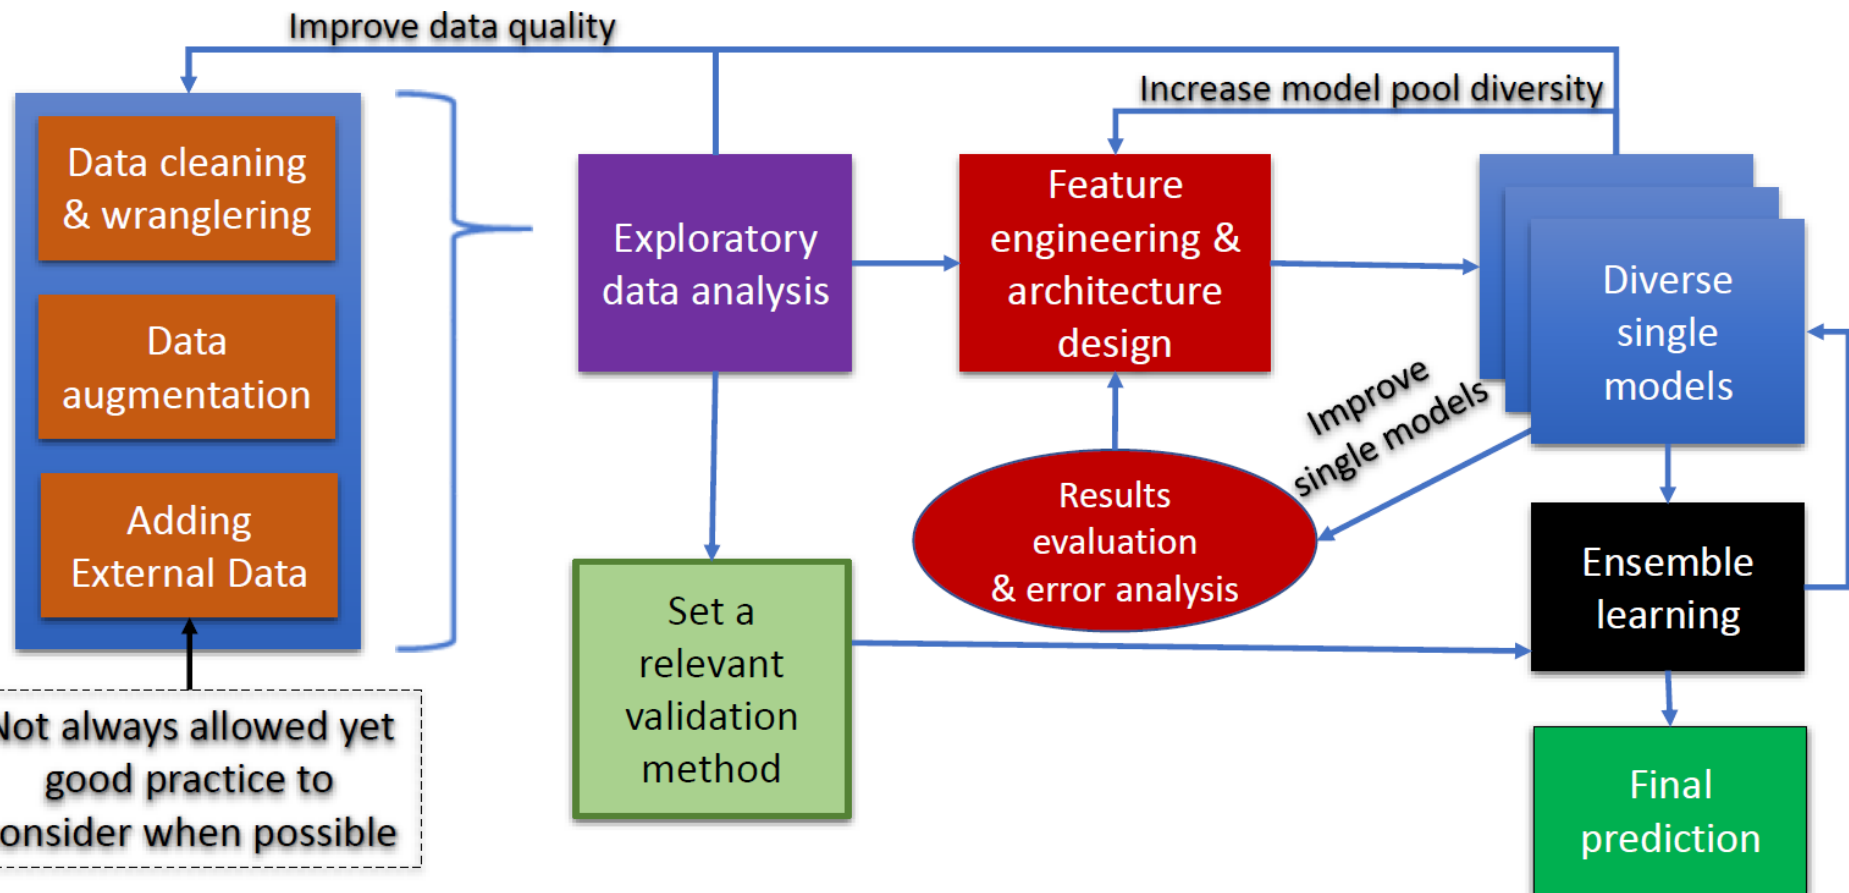 Improve data quality
Increase model pool diversity
Data cleaning
& wranglering
Data
augmentation
Adding
External Data
Not always allowed yet
good practice to
consider when possible
Exploratory
data analysis
Set a
relevant
validation
method
Feature
engineering &
architecture
design
Improve
single models
Results
evaluation
& error analysis
Diverse
single
models
Ensemble
learning
Final
prediction